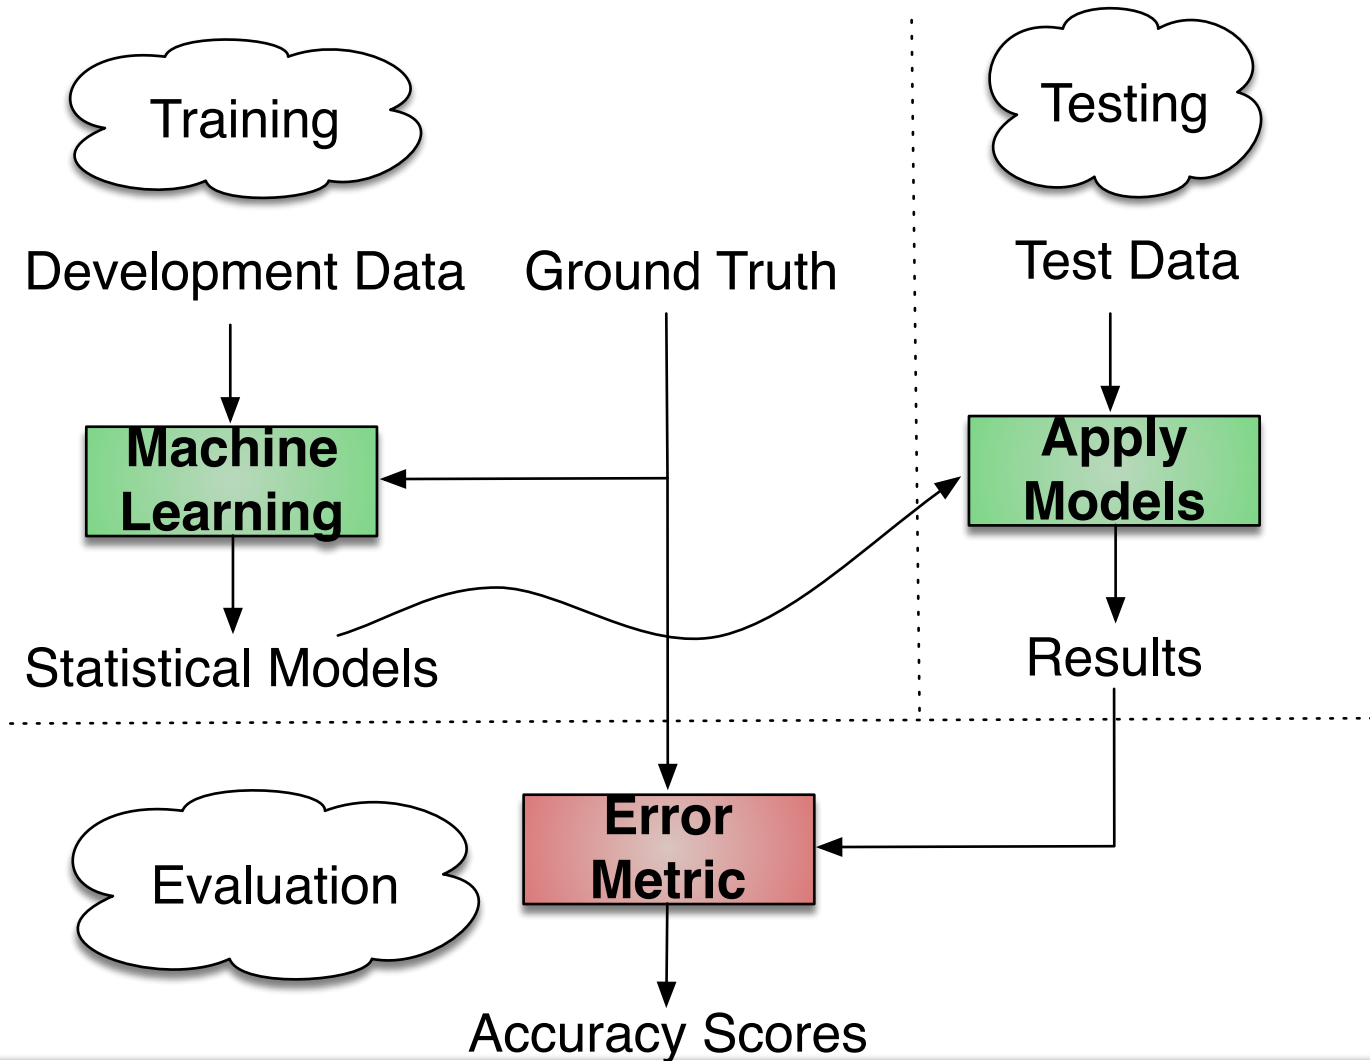 Training
Testing
Development Data
Ground Truth
Test Data
Machine
Learning
Apply
Models
Statistical Models
Results
Error
Metric
Evaluation
Accuracy Scores